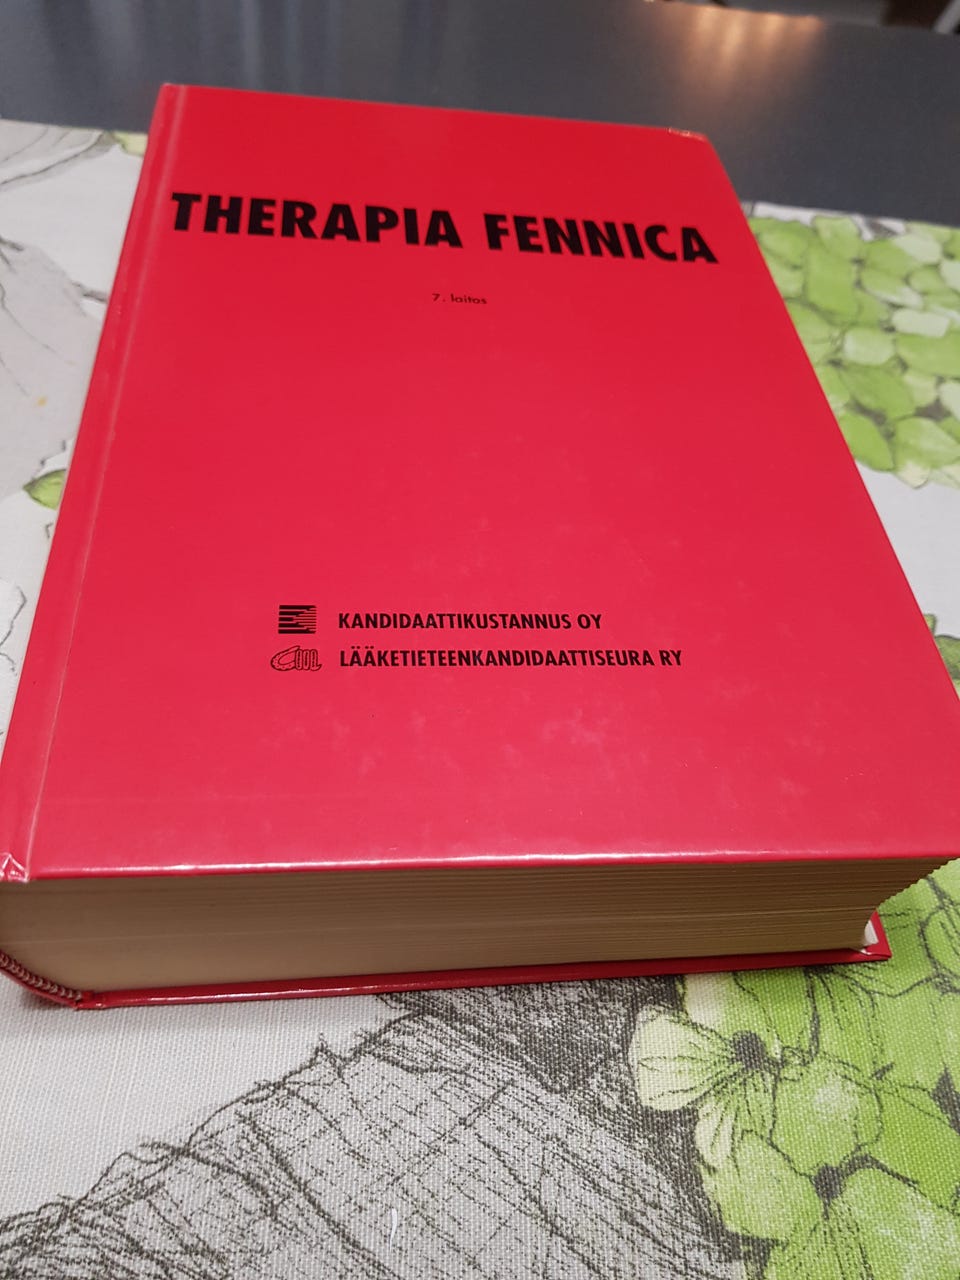 THERAPIA FENNICA
7. laitos
KANDIDAATTIKUSTANNUS OY
LÄÄKETIETEENKANDIDAATTISEURA RY